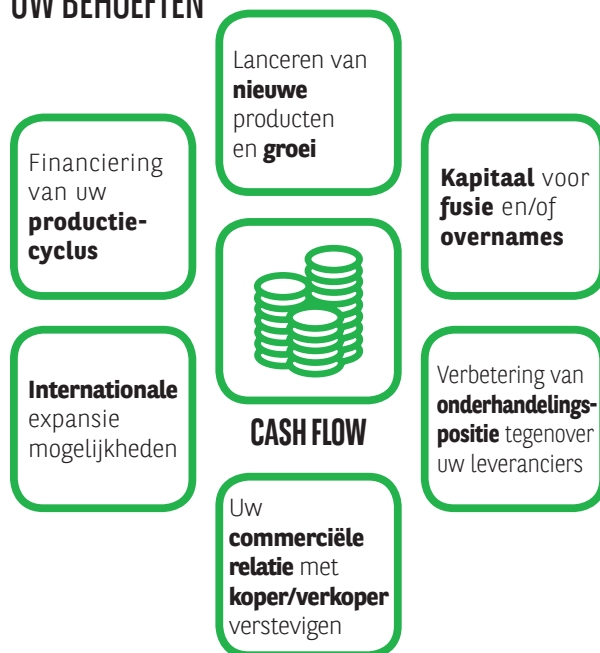 UW BEHOEFTEN
Lanceren van
nieuwe
producten
en groei
Financiering
van uw
productie-
cyclus
Kapitaal voor
fusie en/of
overnames
Internationale
expansie
mogelijkheden
CASH FLOW
Verbetering van
onderhandelings-
positie tegenover
uw leveranciers
Uw
commerciële
relatie met
koper/verkoper
verstevigen